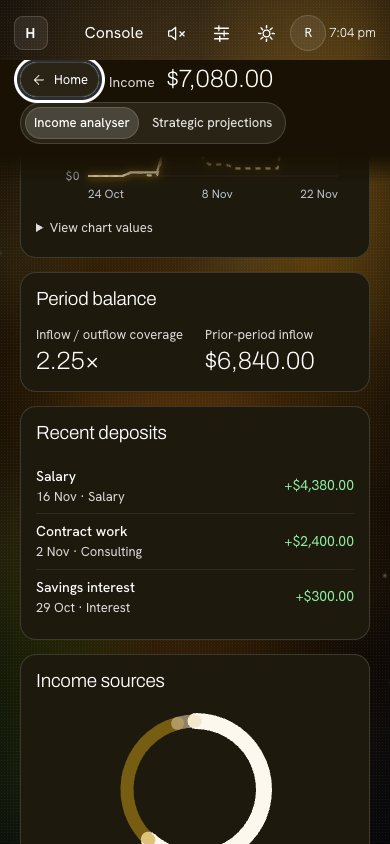 H Console R 7:04 pm
← Home Income $7,080.00
Income analyser Strategic projections
$0
24 Oct 8 Nov 22 Nov
▶ View chart values
Period balance
Inflow / outflow coverage Prior-period inflow
2.25× $6,840.00
Recent deposits
Salary
16 Nov · Salary +$4,380.00
Contract work
2 Nov · Consulting +$2,400.00
Savings interest
29 Oct · Interest +$300.00
Income sources